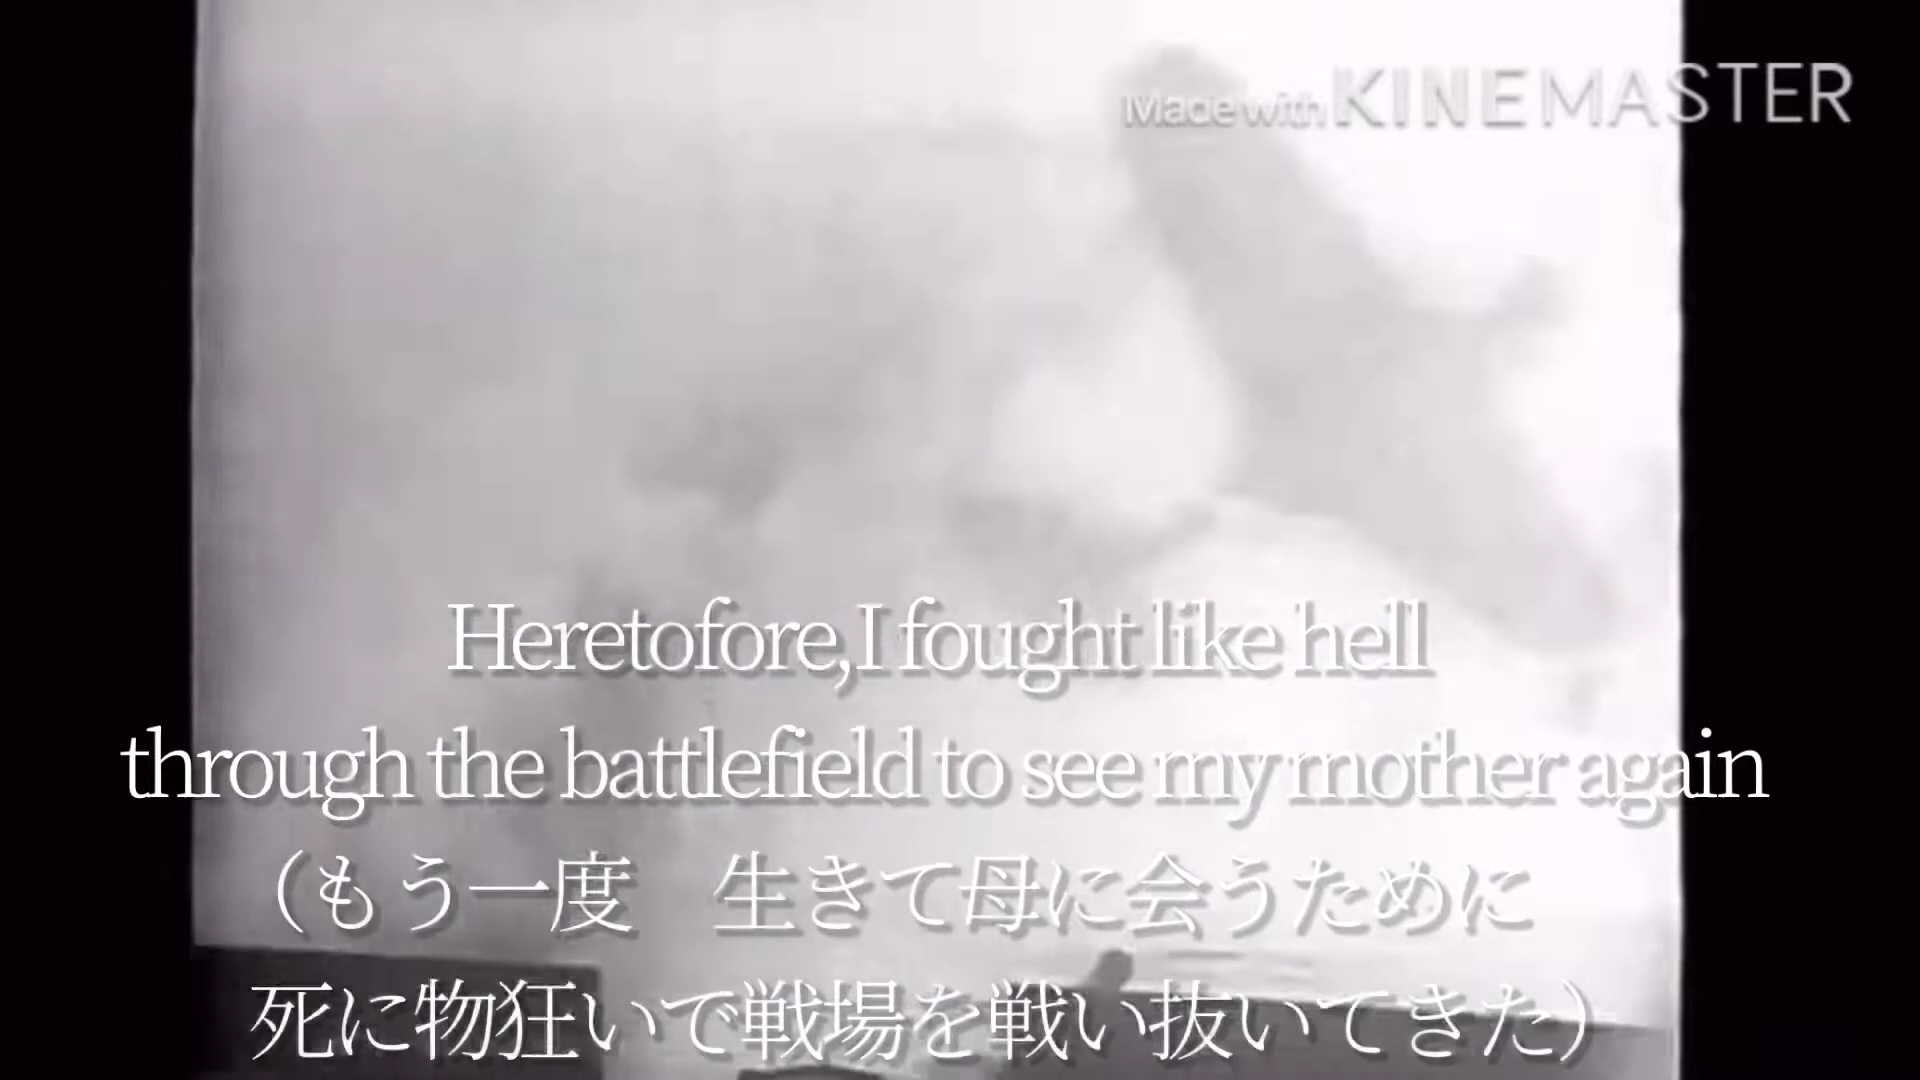 Made with KINEMASTER
Heretofore,I fought like hell
through the battlefield to see my mother again
（もう一度　生きて母に会うために
死に物狂いで戦場を戦い抜いてきた）